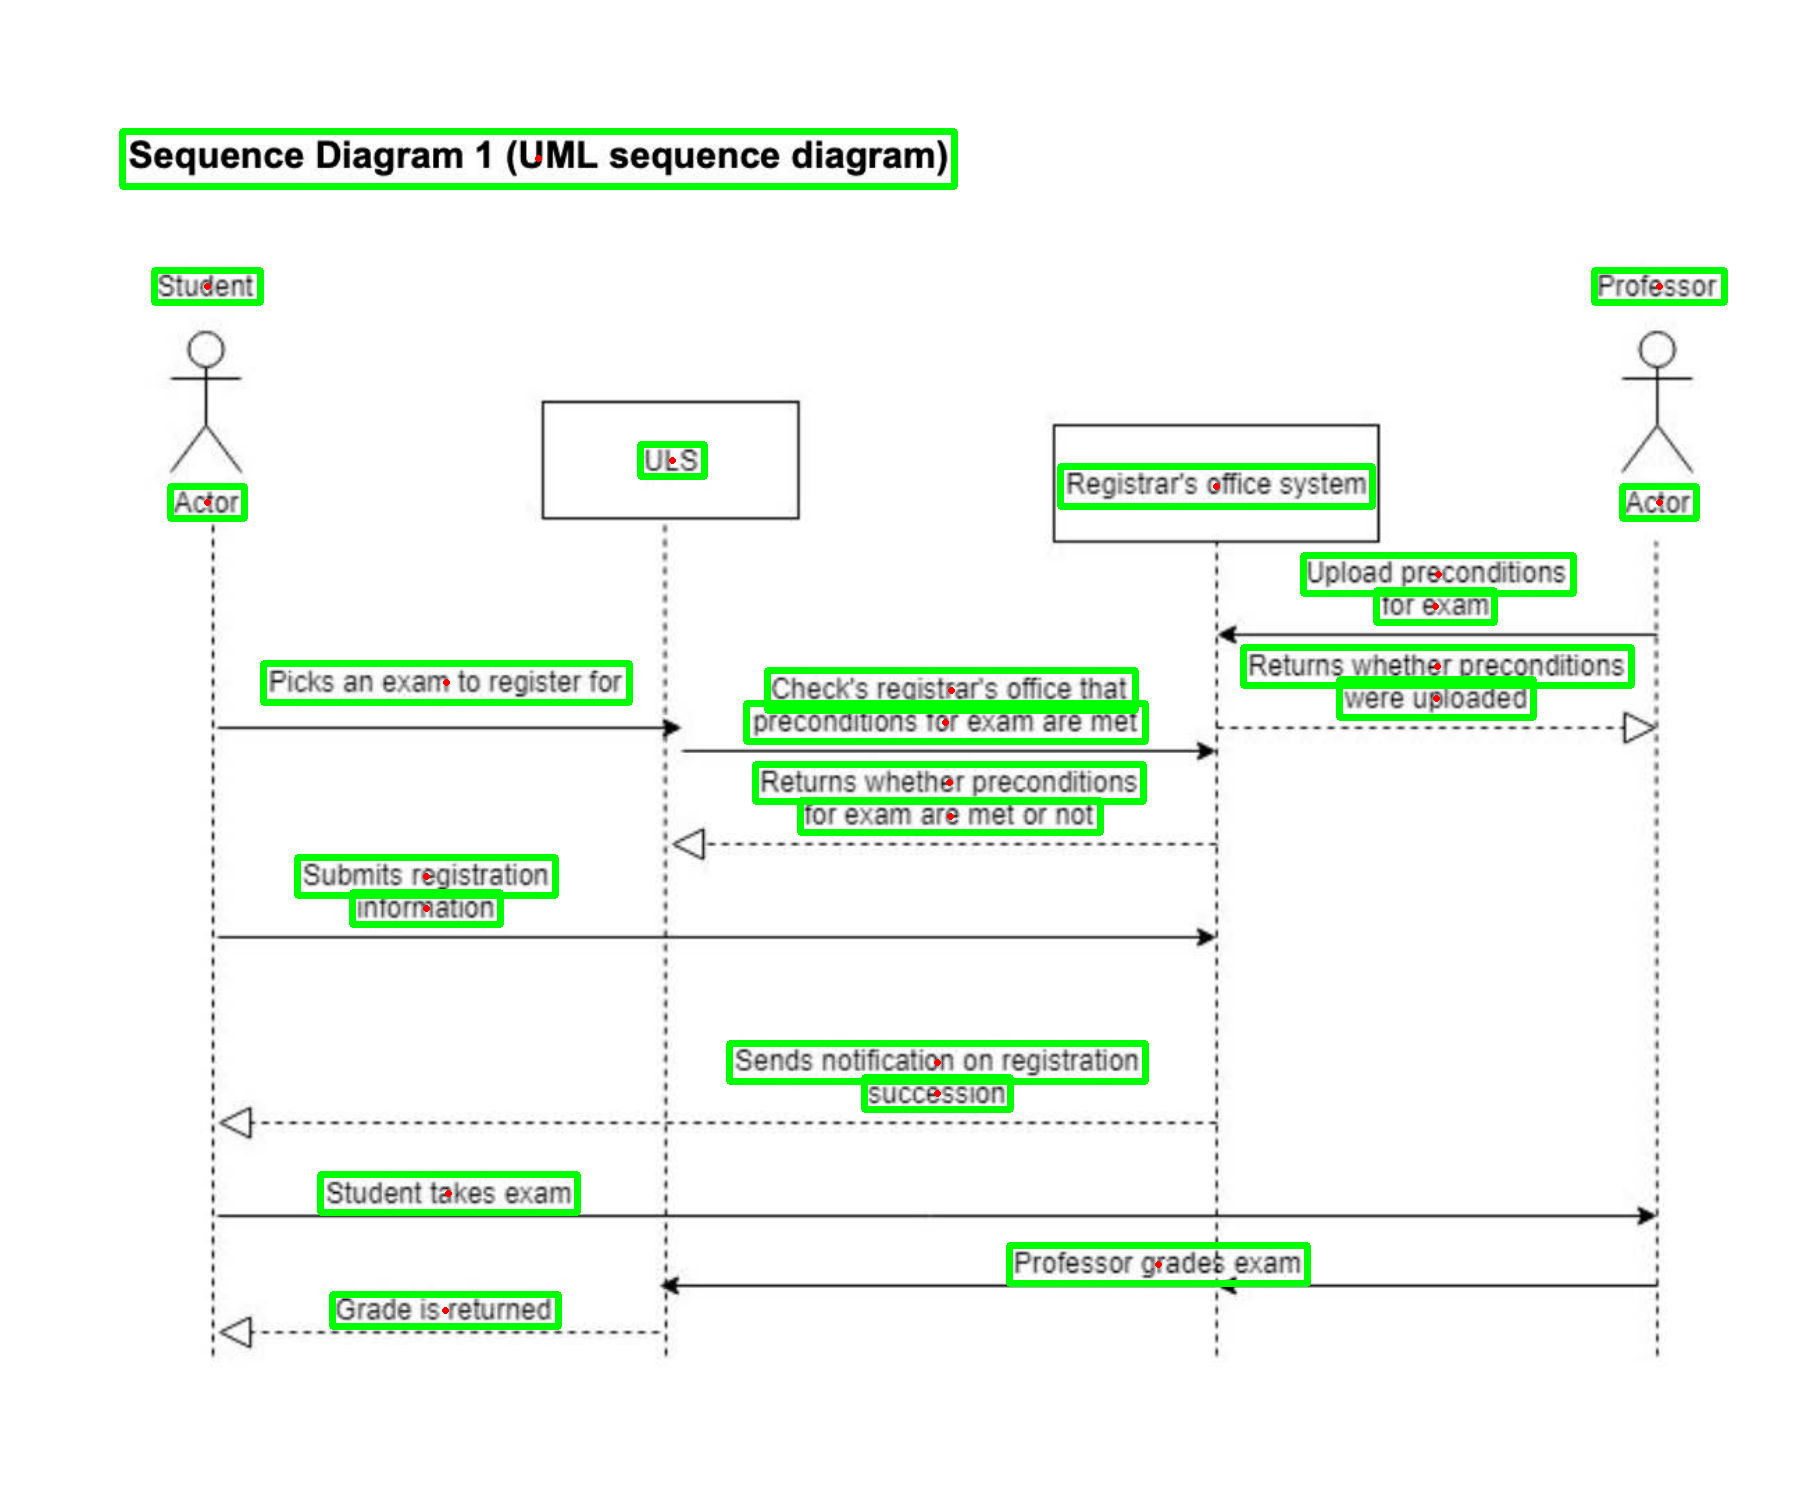 Sequence Diagram 1 (UML sequence diagram)
Student
Professor
ULS
Registrar's office system
Actor
Actor
Upload preconditions
for exam
Returns whether preconditions
were uploaded
Picks an exam to register for
Check's registrar's office that
preconditions for exam are met
Returns whether preconditions
for exam are met or not
Submits registration
information
Sends notification on registration
succession
Student takes exam
Professor grades exam
Grade is returned